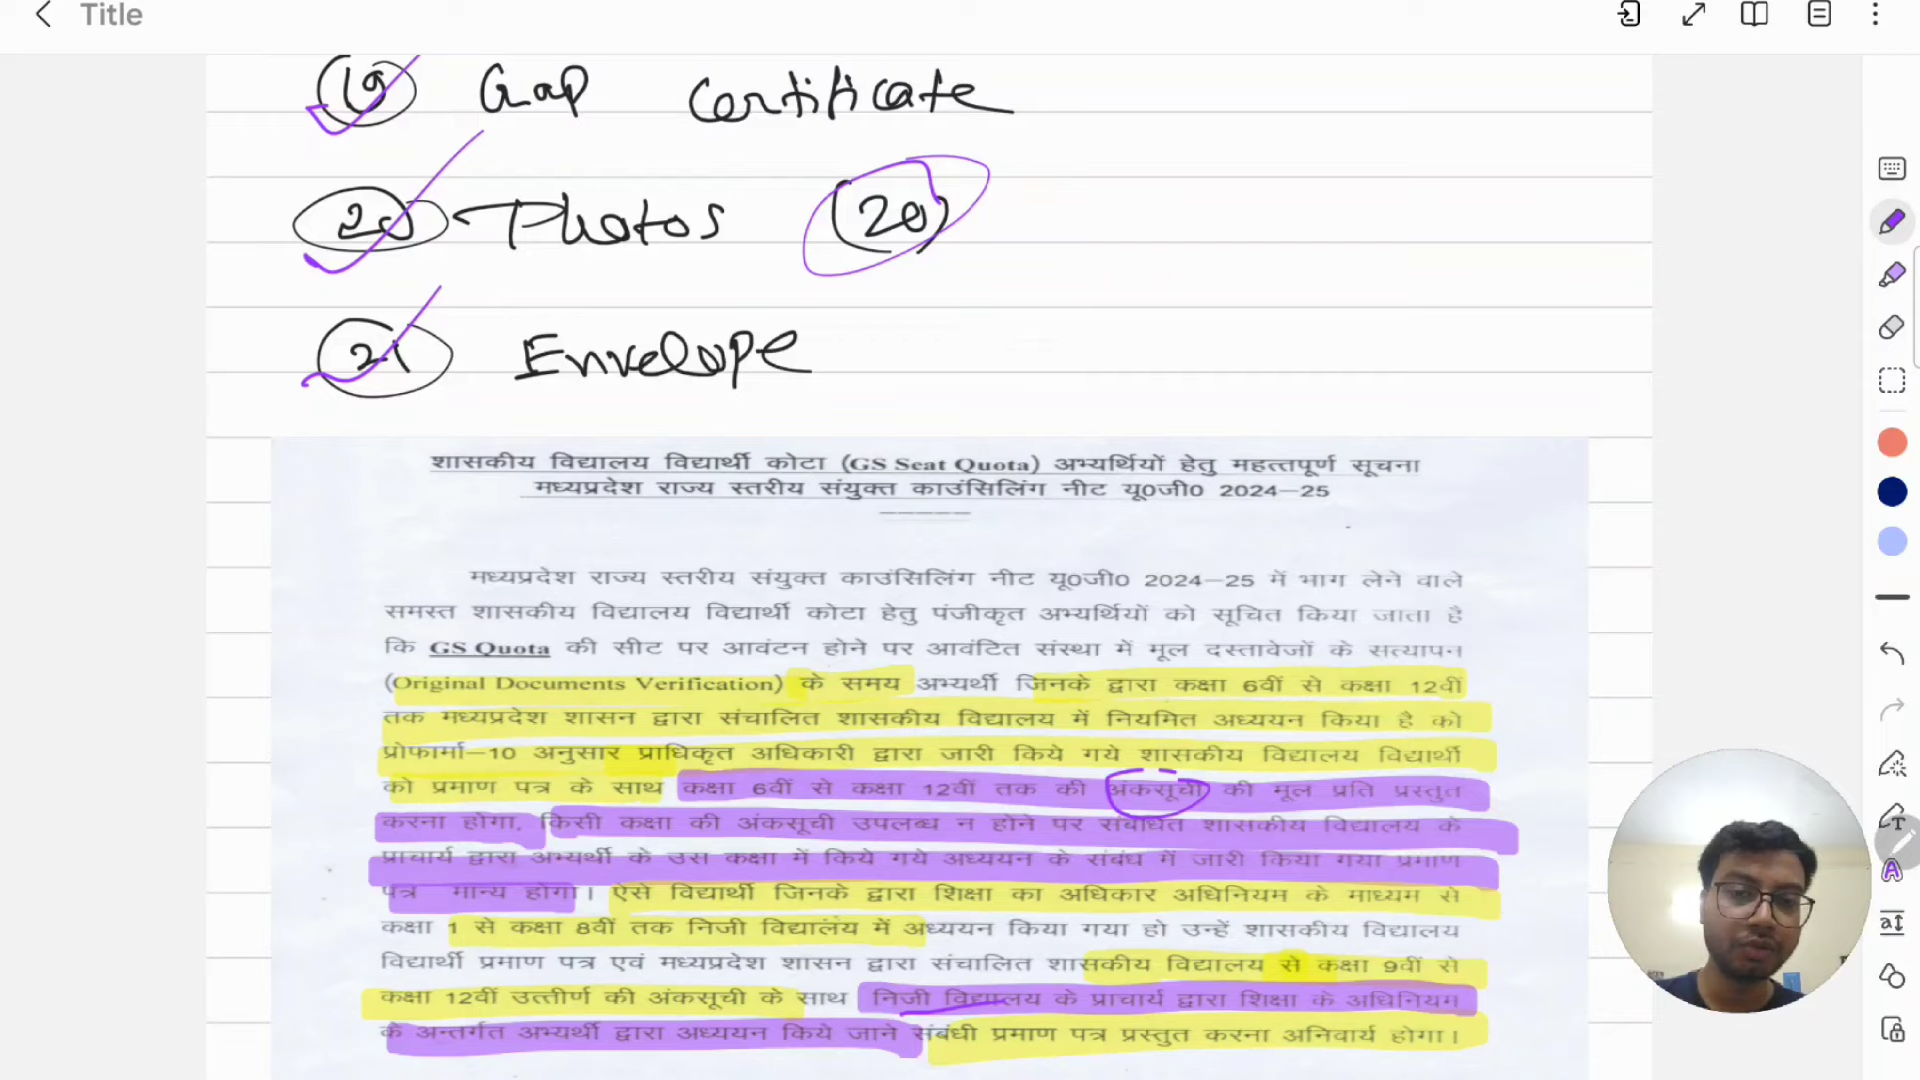 Title
19 Gap Certificate
20 Photos (20)
21 Envelope
शासकीय विद्यालय विद्यार्थी कोटा (GS Seat Quota) अभ्यर्थियों हेतु महत्तपूर्ण सूचना
मध्यप्रदेश राज्य स्तरीय संयुक्त काउंसिलिंग नीट यू0जी0 2024-25
मध्यप्रदेश राज्य स्तरीय संयुक्त काउंसिलिंग नीट यू0जी0 2024-25 में भाग लेने वाले
समस्त शासकीय विद्यालय विद्यार्थी कोटा हेतु पंजीकृत अभ्यर्थियों को सूचित किया जाता है
कि GS Quota की सीट पर आवंटन होने पर आवंटित संस्था में मूल दस्तावेजों के सत्यापन
(Original Documents Verification) के समय अभ्यर्थी जिनके द्वारा कक्षा 6वीं से कक्षा 12वीं
तक मध्यप्रदेश शासन द्वारा संचालित शासकीय विद्यालय में नियमित अध्ययन किया है को
प्रोफार्मा-10 अनुसार प्राधिकृत अधिकारी द्वारा जारी किये गये शासकीय विद्यालय विद्यार्थी
को प्रमाण पत्र के साथ कक्षा 6वीं से कक्षा 12वीं तक की अंकसूची की मूल प्रति प्रस्तुत
करना होगा, किसी कक्षा की अंकसूची उपलब्ध न होने पर संबंधित शासकीय विद्यालय के
प्राचार्य द्वारा अभ्यर्थी के उस कक्षा में किये गये अध्ययन के संबंध में जारी किया गया प्रमाण
पत्र मान्य होगा। ऐसे विद्यार्थी जिनके द्वारा शिक्षा का अधिकार अधिनियम के माध्यम से
कक्षा 1 से कक्षा 8वीं तक निजी विद्यालय में अध्ययन किया गया हो उन्हें शासकीय विद्यालय
विद्यार्थी प्रमाण पत्र एवं मध्यप्रदेश शासन द्वारा संचालित शासकीय विद्यालय से कक्षा 9वीं से
कक्षा 12वीं उत्तीर्ण की अंकसूची के साथ निजी विद्यालय के प्राचार्य द्वारा शिक्षा के अधिनियम
के अन्तर्गत अभ्यर्थी द्वारा अध्ययन किये जाने संबंधी प्रमाण पत्र प्रस्तुत करना अनिवार्य होगा।